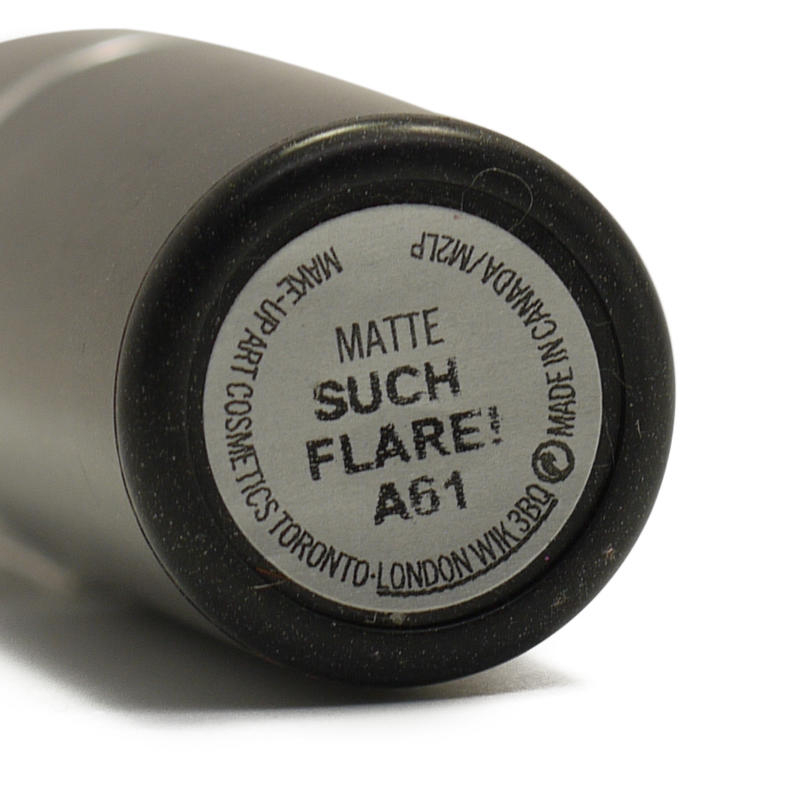 MATTE
SUCH
FLARE!
A61
MAKE-UP ART COSMETICS TORONTO·LONDON W1K 3BQ MADE IN CANADA/M2LP